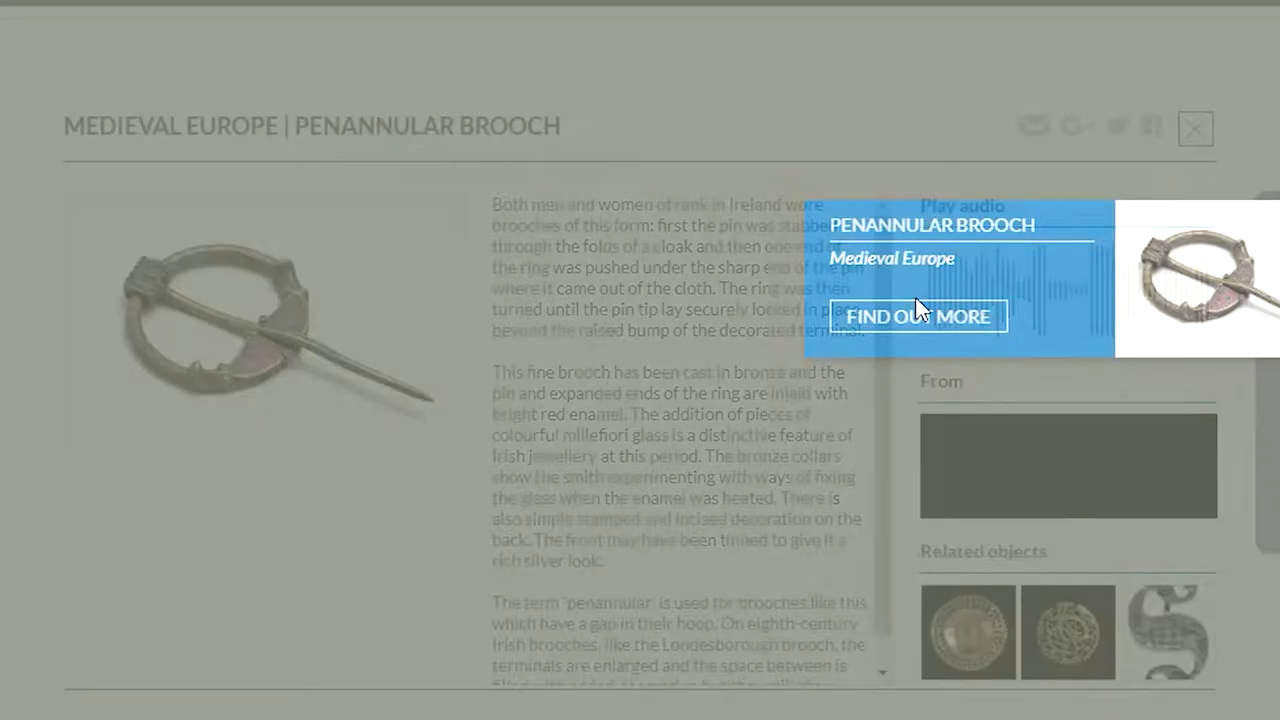 MEDIEVAL EUROPE | PENANNULAR BROOCH
Both men and women of rank in Ireland wore
brooches of this form: first the pin was stabbed
through the folds of a cloak and then one end of
the ring was pushed under the sharp end of the pin
where it came out of the cloth. The ring was then
turned until the pin tip lay securely locked in place
beyond the raised bump of the decorated terminal.
This fine brooch has been cast in bronze and the
pin and expanded ends of the ring are inlaid with
bright red enamel. The addition of pieces of
colourful millefiori glass is a distinctive feature of
Irish jewellery at this period. The bronze collars
show the smith experimenting with ways of fixing
the glass when the enamel was heated. There is
also simple stamped and incised decoration on the
back. The front may have been tinned to give it a
rich silver look.
The term 'penannular' is used for brooches like this
which have a gap in their hoop. On eighth-century
Irish brooches, like the Londesborough brooch, the
terminals are enlarged and the space between is
Play audio
PENANNULAR BROOCH
Medieval Europe
FIND OUT MORE
From
Related objects